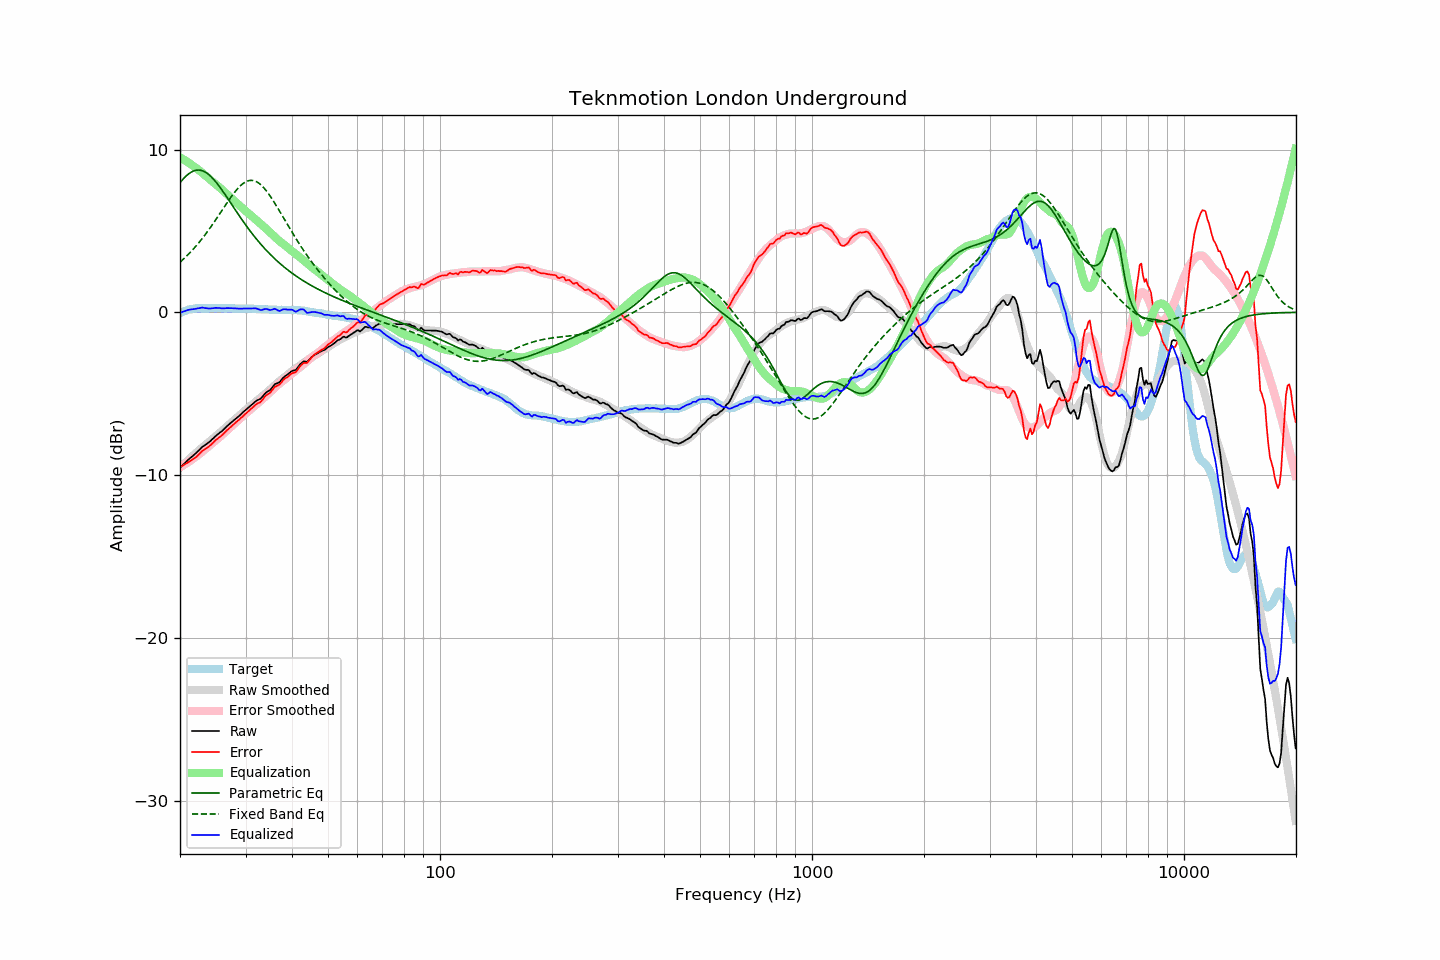 Teknmotion London Underground
10
0
−10
−20
−30
Amplitude (dBr)
Target
Raw Smoothed
Error Smoothed
Raw
Error
Equalization
Parametric Eq
Fixed Band Eq
Equalized
100
1000
10000
Frequency (Hz)